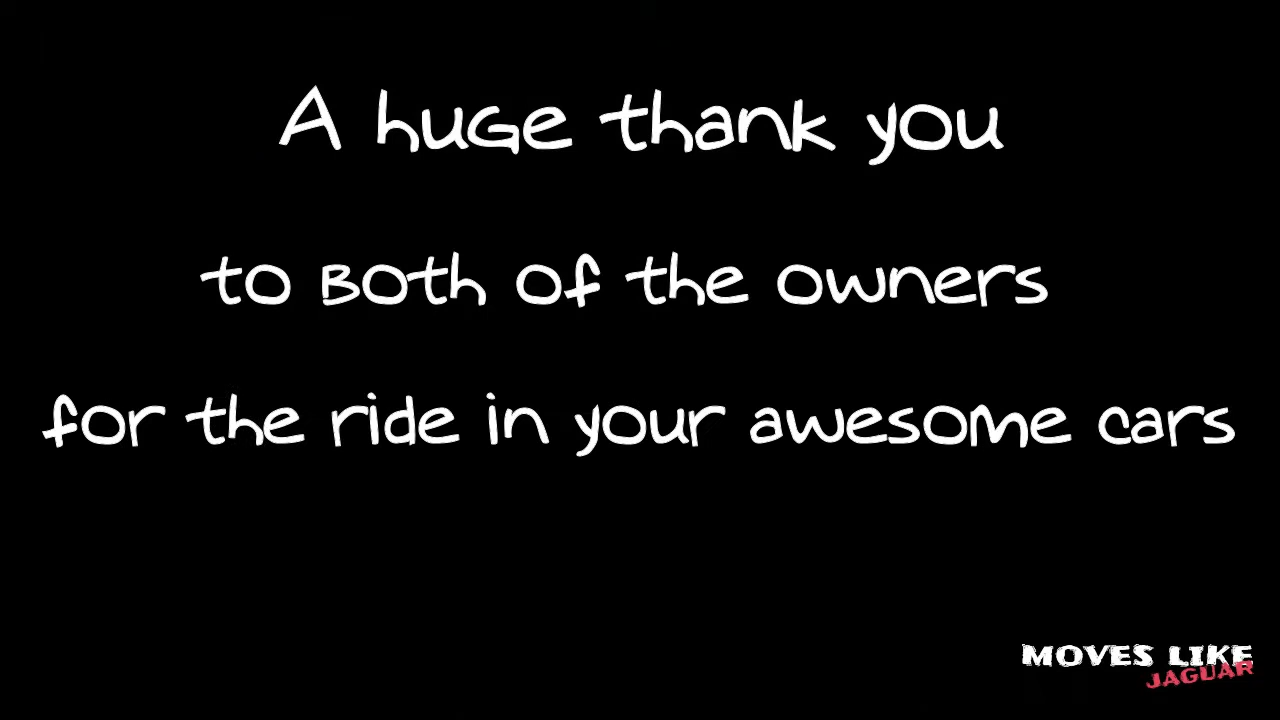 A huge thank you
to both of the owners
for the ride in your awesome cars
MOVES LIKE
JAGUAR